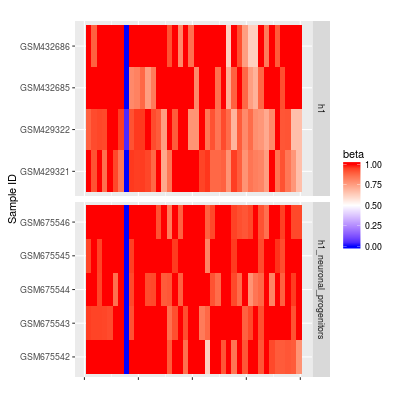 GSM432686
GSM432685
GSM429322
GSM429321
h1
GSM675546
GSM675545
GSM675544
GSM675543
GSM675542
h1_neuronal_progenitors
Sample ID
beta
1.00
0.75
0.50
0.25
0.00